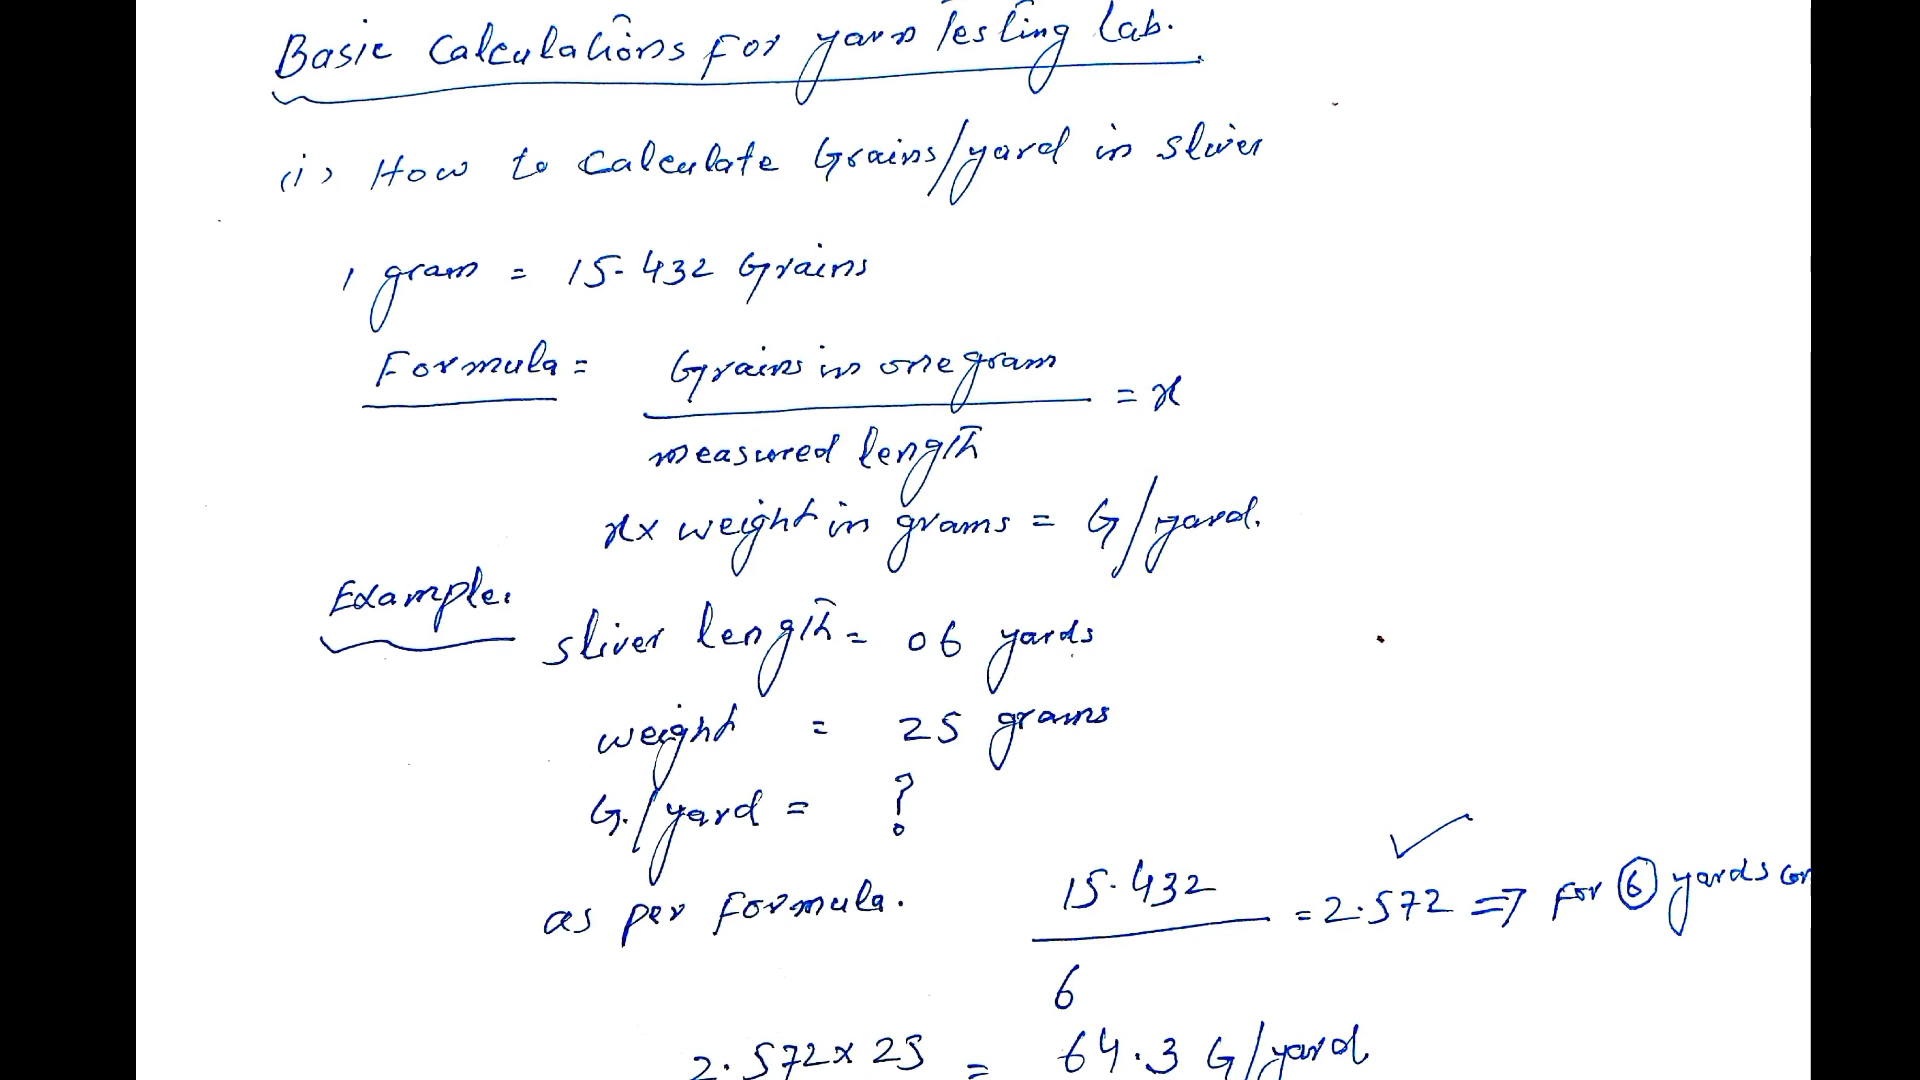 Basic Calculations For yarn Testing Lab.
(i) How to Calculate Grains/yard in sliver
1 gram = 15.432 Grains
Formula = Grains in one gram / measured length = x
x x weight in grams = G/yard.
Example.
sliver length = 06 yards
weight = 25 grams
G./yard = ?
as per formula. 15.432 / 6 = 2.572 => for 6 yards con
2.572 x 25 = 64.3 G/yard